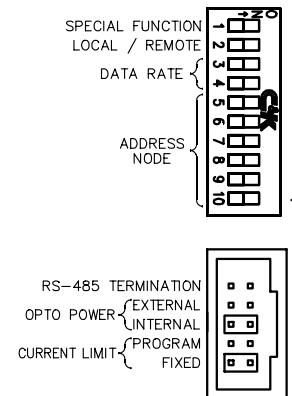 SPECIAL FUNCTION
LOCAL / REMOTE
DATA RATE
ADDRESS
NODE
ON
1
2
3
4
5
6
7
8
9
10
C&K
RS-485 TERMINATION
OPTO POWER
EXTERNAL
INTERNAL
CURRENT LIMIT
PROGRAM
FIXED